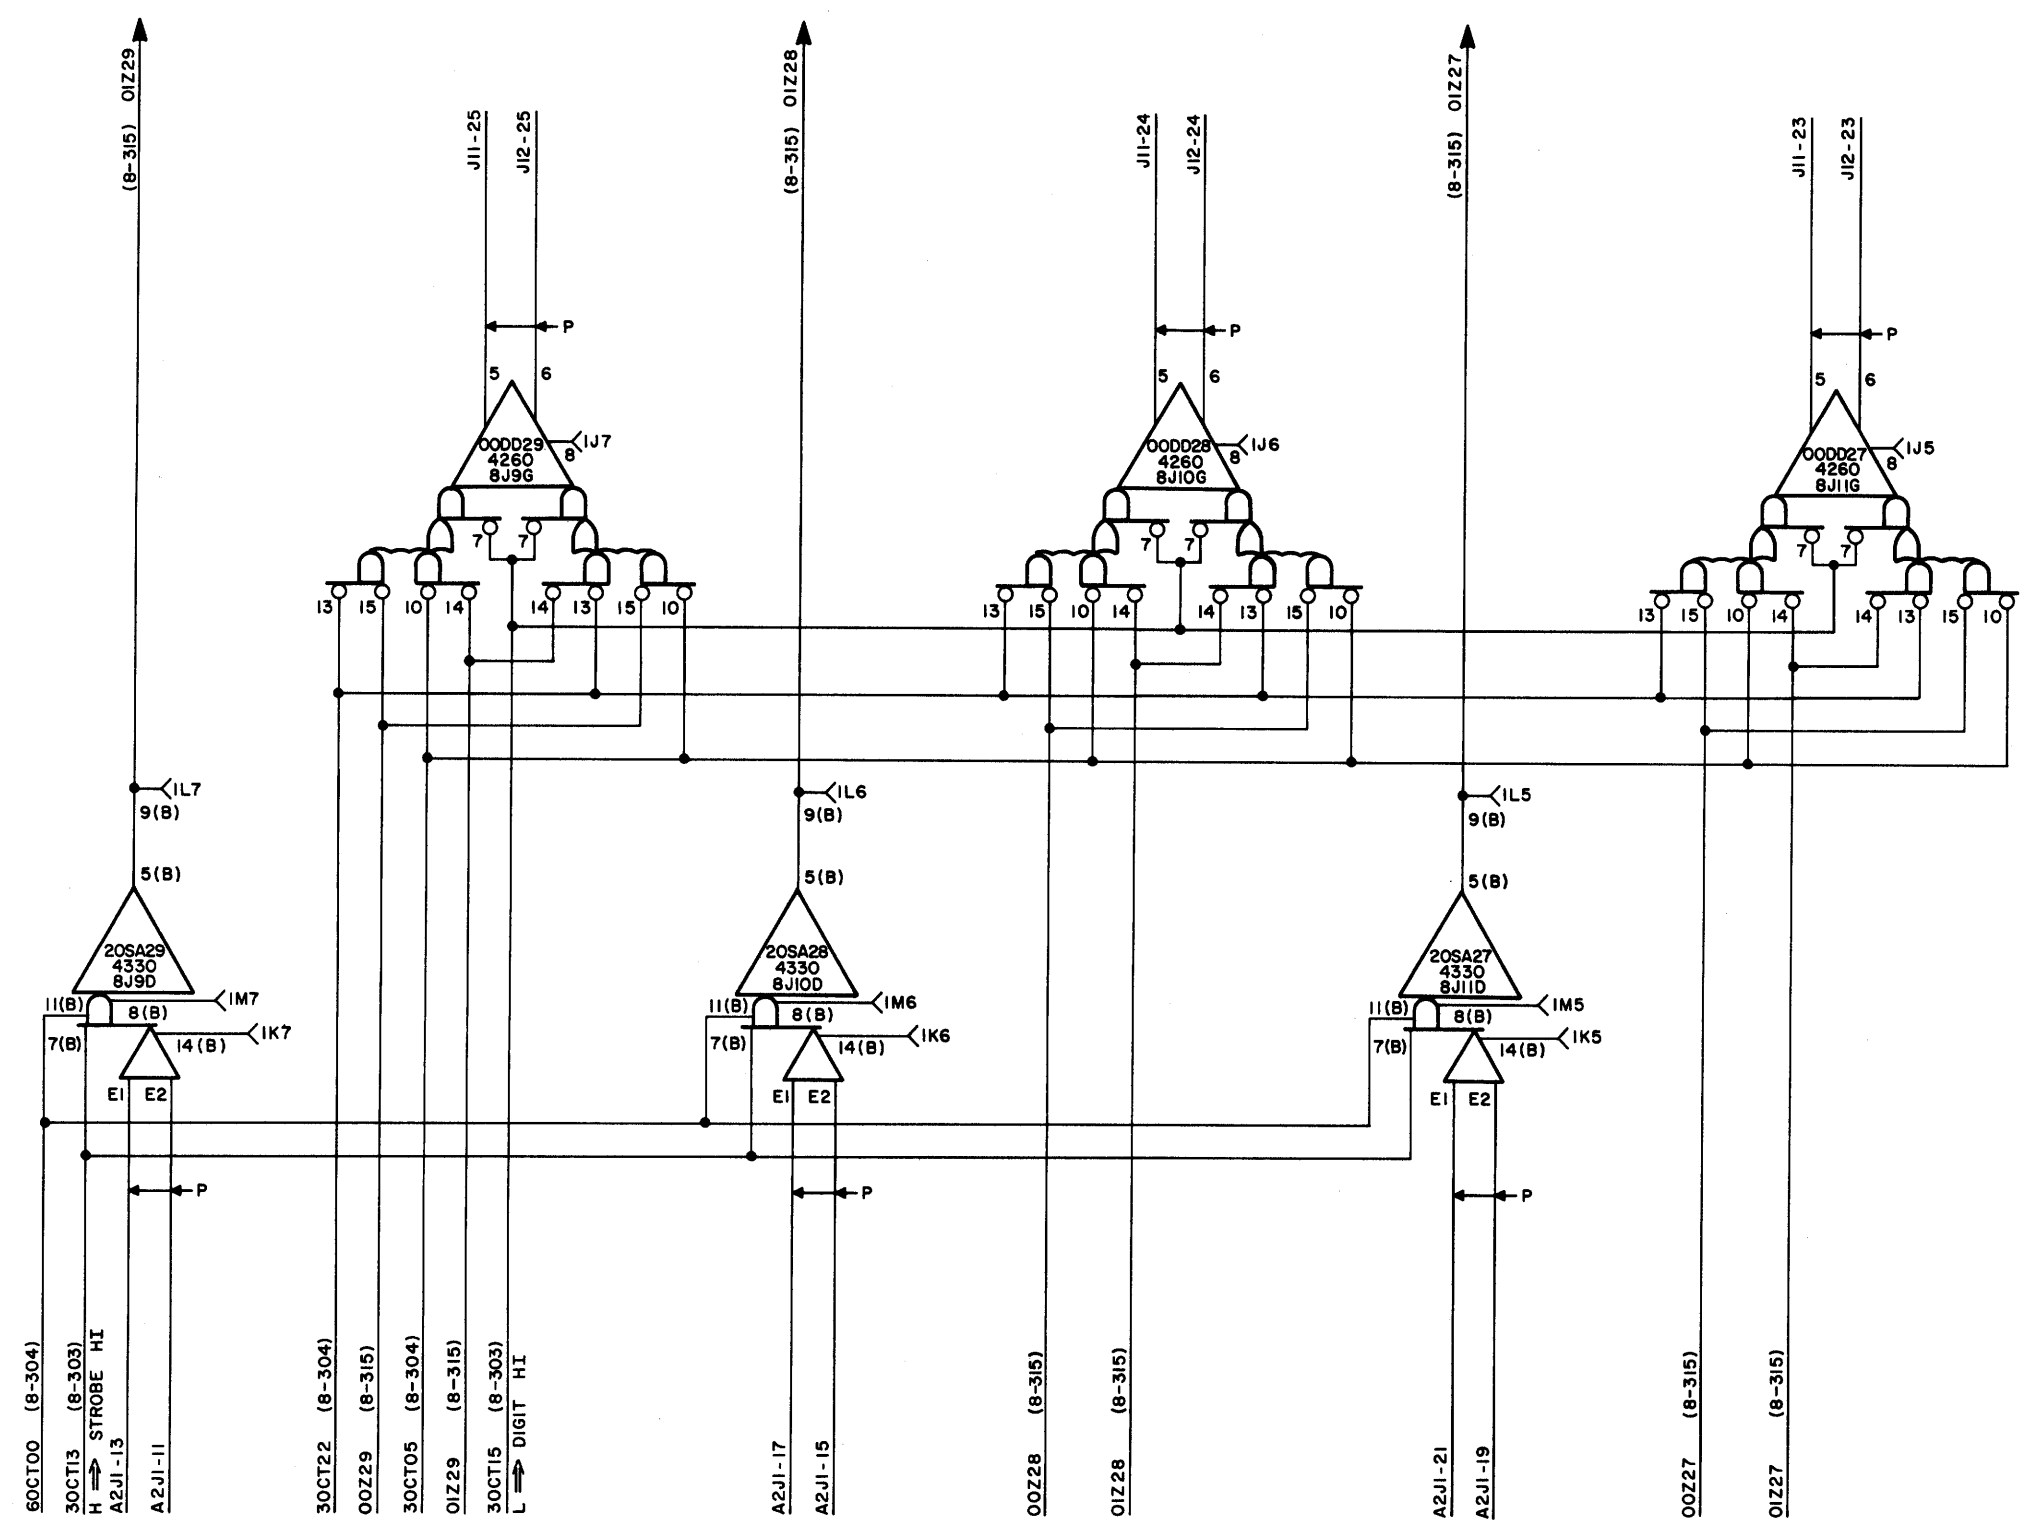 (8-315) 01Z29
J11-25
J12-25
(8-315) 01Z28
J11-24
J12-24
(8-315) 01Z27
J11-23
J12-23
P
P
P
5
6
5
6
5
6
00DD29
4260
8J9G
8
1J7
00DD28
4260
8J10G
8
1J6
00DD27
4260
8J11G
8
1J5
7
7
7
7
7
7
13
15
10
14
14
13
15
10
13
15
10
14
14
13
15
10
13
15
10
14
14
13
15
10
1L7
9(B)
1L6
9(B)
1L5
9(B)
5(B)
5(B)
5(B)
20SA29
4330
8J9D
20SA28
4330
8J10D
20SA27
4330
8J11D
11(B)
8(B)
1M7
7(B)
14(B)
1K7
E1
E2
11(B)
8(B)
1M6
7(B)
14(B)
1K6
E1
E2
11(B)
8(B)
1M5
7(B)
14(B)
1K5
E1
E2
P
P
P
60CT00 (8-304)
30CT13 (8-303)
H ⟹ STROBE HI
A2J1-13
A2J1-11
30CT22 (8-304)
00Z29 (8-315)
30CT05 (8-304)
01Z29 (8-315)
30CT15 (8-303)
L ⟹ DIGIT HI
A2J1-17
A2J1-15
00Z28 (8-315)
01Z28 (8-315)
A2J1-21
A2J1-19
00Z27 (8-315)
01Z27 (8-315)